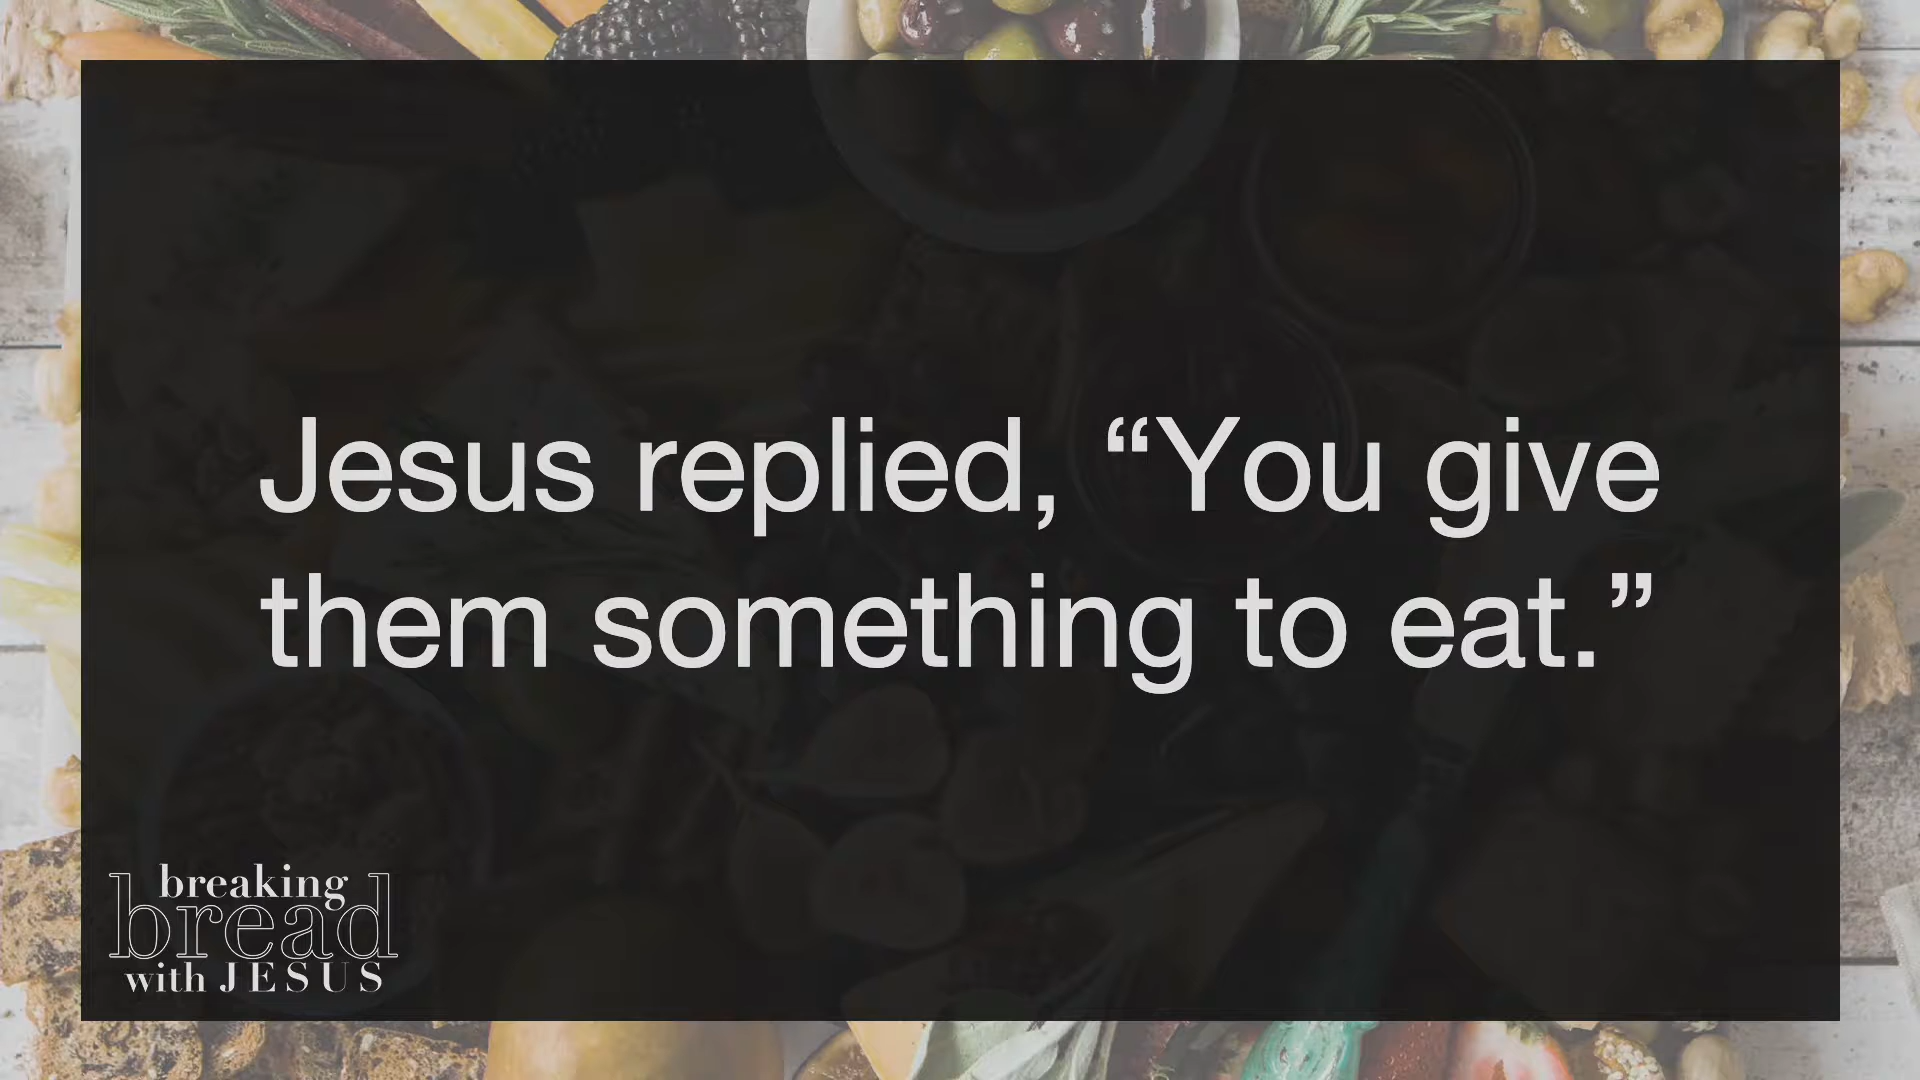 Jesus replied, “You give
them something to eat.”
breaking
bread
with JESUS